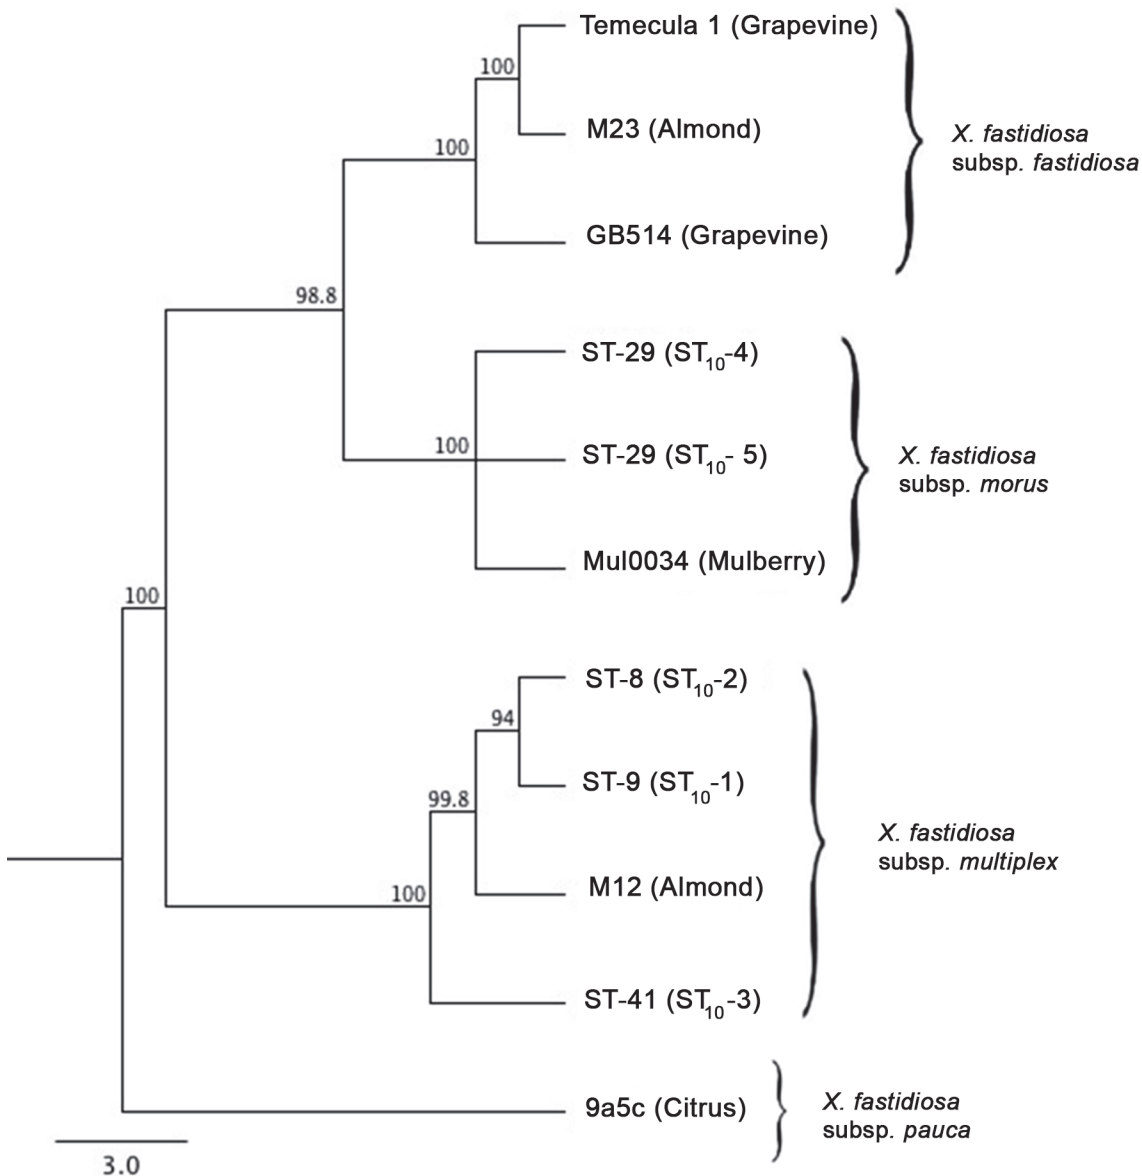 Temecula 1 (Grapevine)
100
M23 (Almond)
X. fastidiosa
subsp. fastidiosa
100
GB514 (Grapevine)
98.8
ST-29 (ST10-4)
100
ST-29 (ST10- 5)
X. fastidiosa
subsp. morus
Mul0034 (Mulberry)
100
ST-8 (ST10-2)
94
ST-9 (ST10-1)
99.8
X. fastidiosa
subsp. multiplex
M12 (Almond)
100
ST-41 (ST10-3)
9a5c (Citrus)
X. fastidiosa
subsp. pauca
3.0